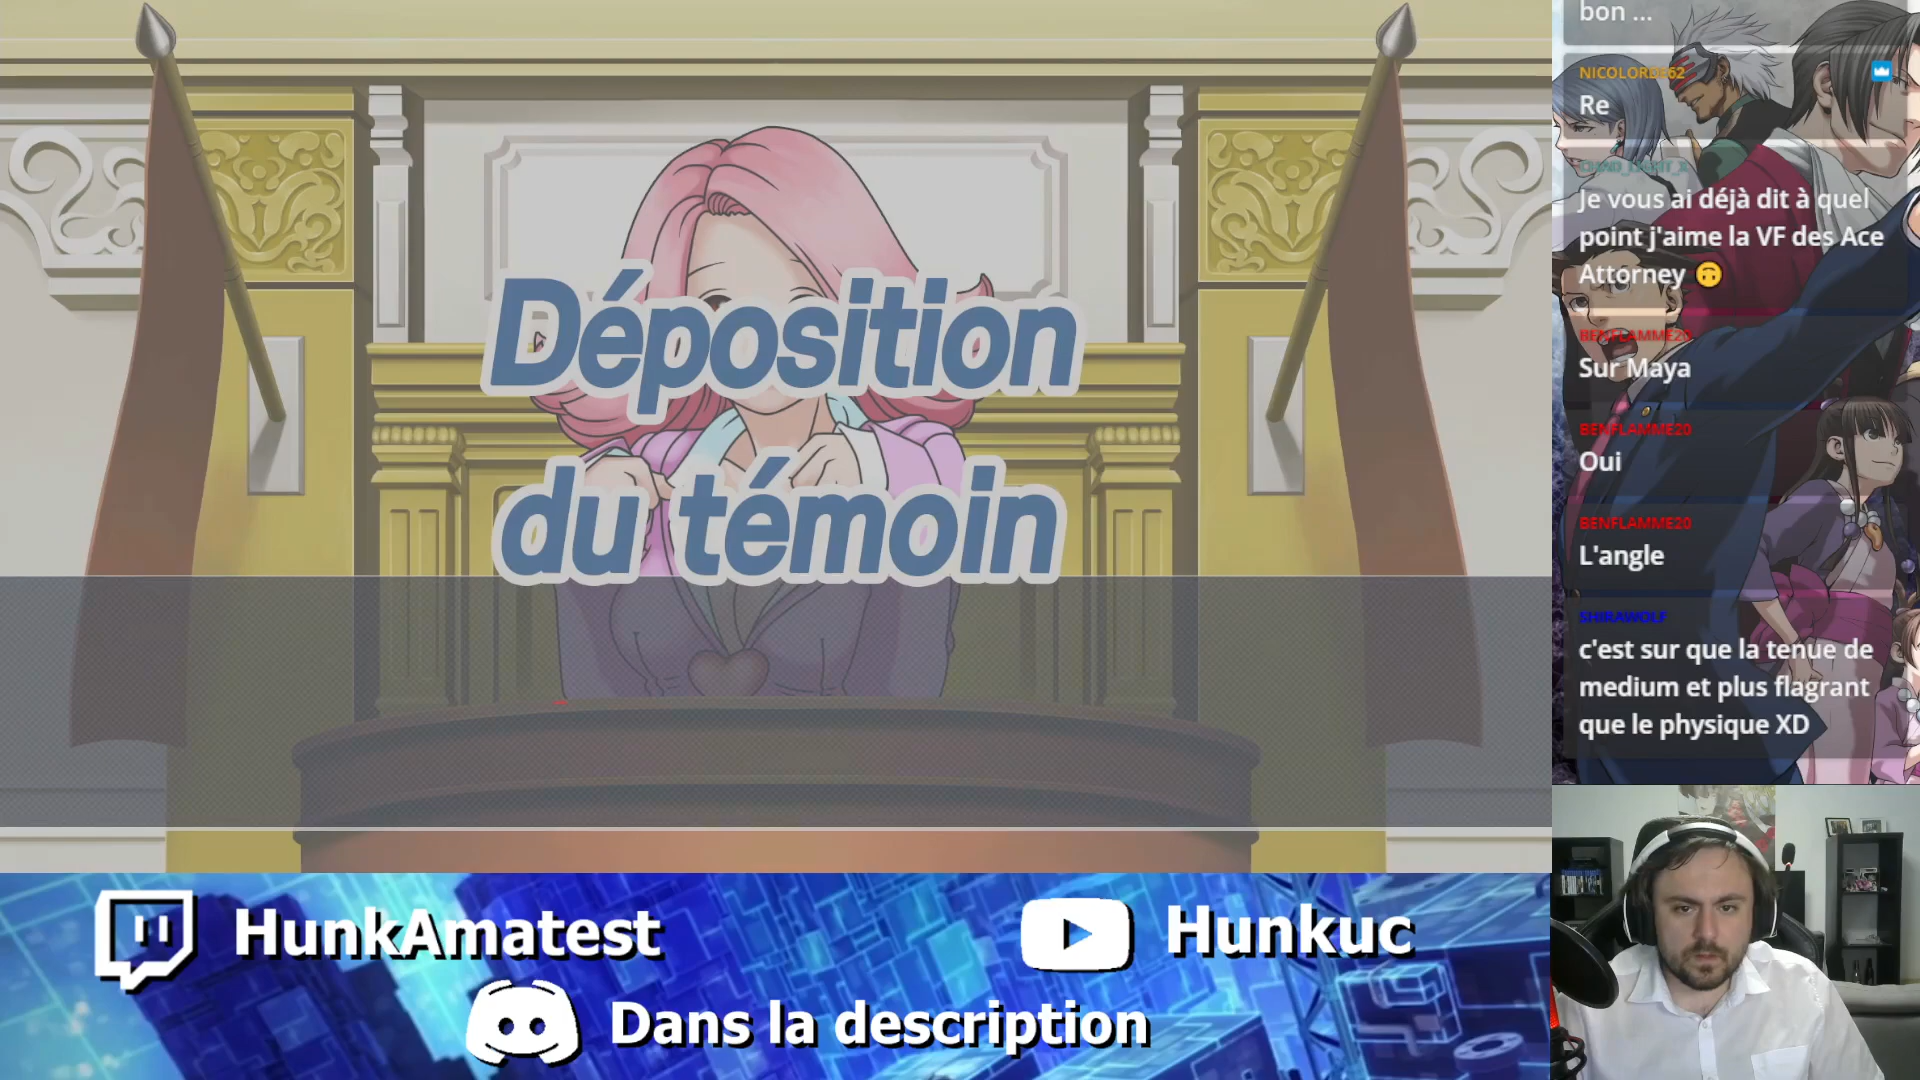 Déposition
du témoin
bon ...
Re
Je vous ai déjà dit à quel
point j'aime la VF des Ace
Attorney 🙃
BENFLAMME20
Sur Maya
BENFLAMME20
Oui
BENFLAMME20
L'angle
SHIRAWOLF
c'est sur que la tenue de
medium et plus flagrant
que le physique XD
HunkAmatest
Hunkuc
Dans la description